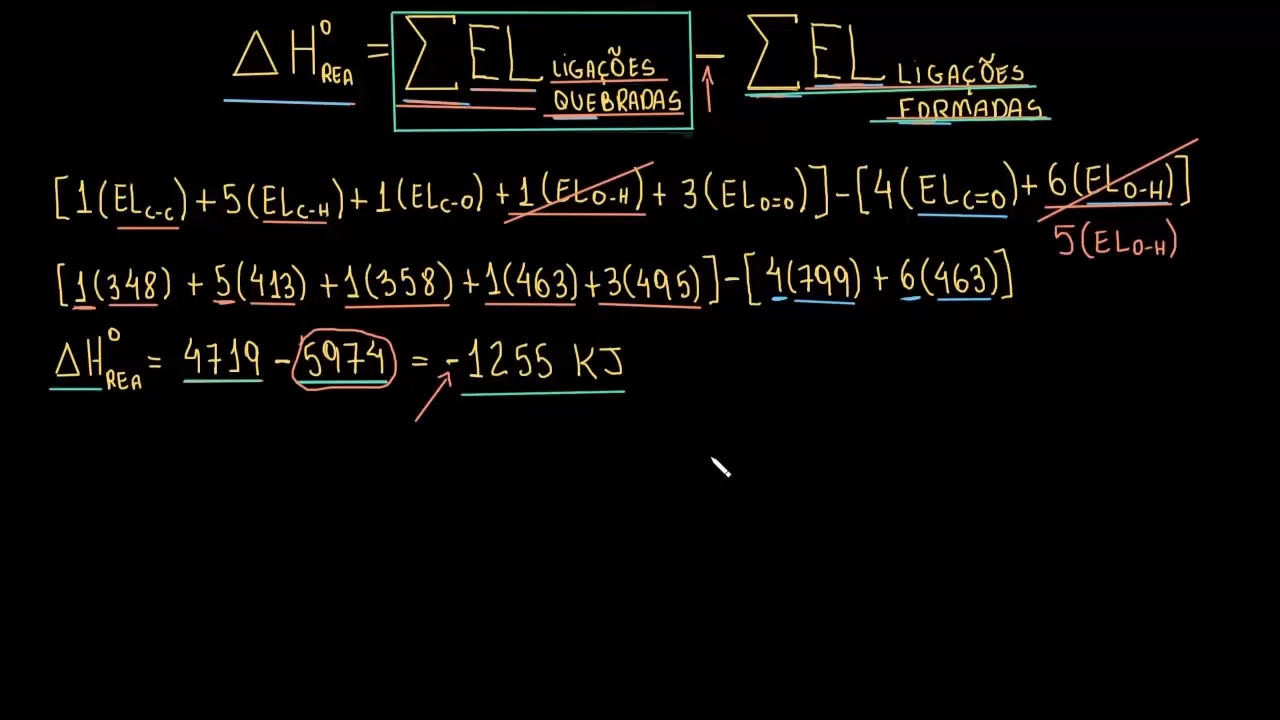 ΔH°REA = ΣEL LIGAÇÕES QUEBRADAS − ΣEL LIGAÇÕES FORMADAS
[1(ELC-C) + 5(ELC-H) + 1(ELC-O) + 1(ELO-H) + 3(ELO=O)] − [4(ELC=O) + 6(ELO-H)]
5(ELO-H)
[1(348) + 5(413) + 1(358) + 1(463) + 3(495)] − [4(799) + 6(463)]
ΔH°REA = 4719 − 5974 = -1255 KJ